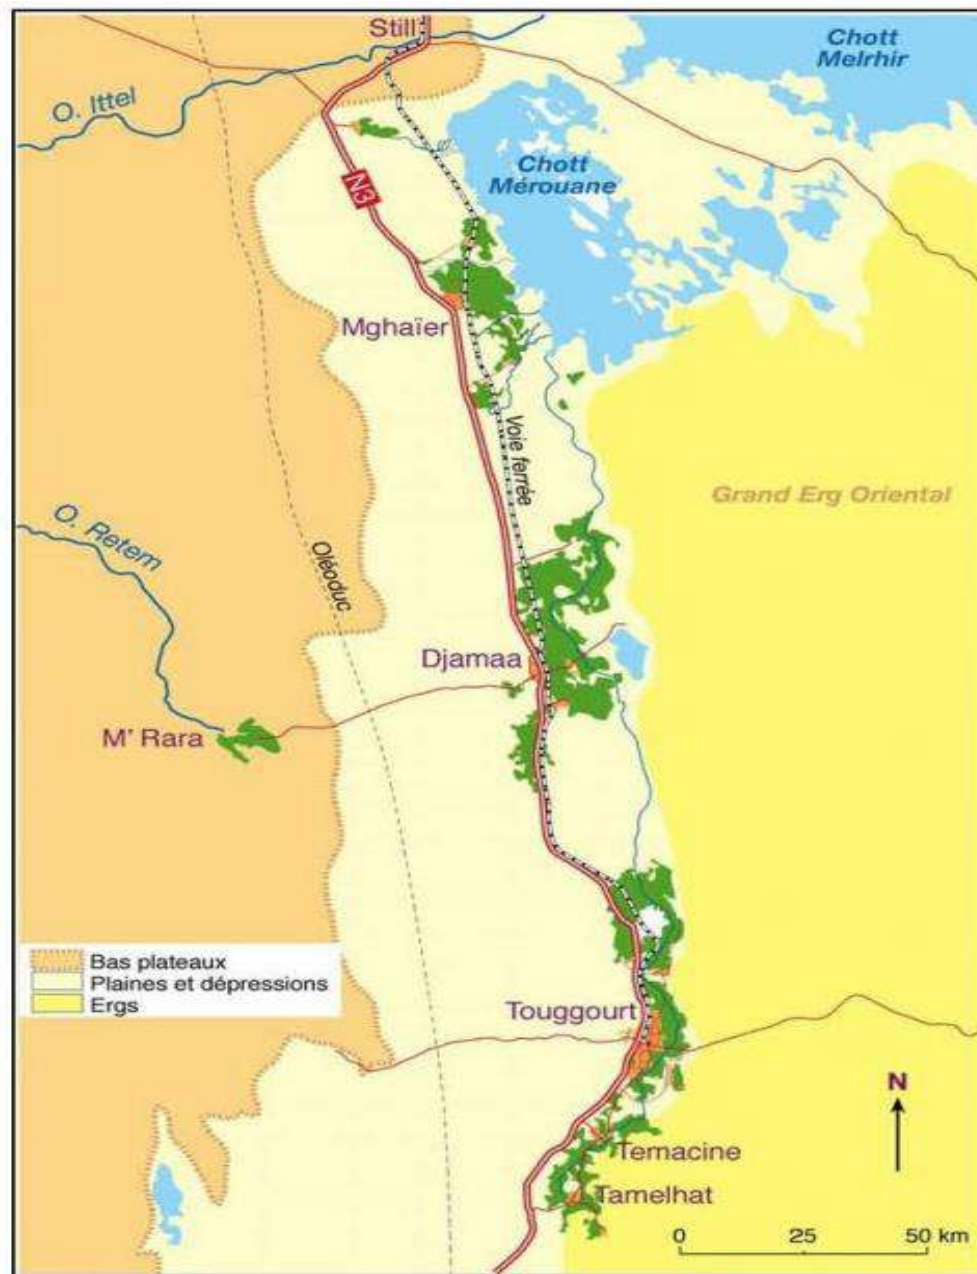 Still
Chott
Melrhir
O. Ittel
Chott
Mérouane
N3
Mghaïer
Voie ferrée
Grand Erg Oriental
O. Retem
Oléoduc
Djamaa
M' Rara
Bas plateaux
Plaines et dépressions
Ergs
Touggourt
N
Temacine
Tamelhat
0 25 50 km